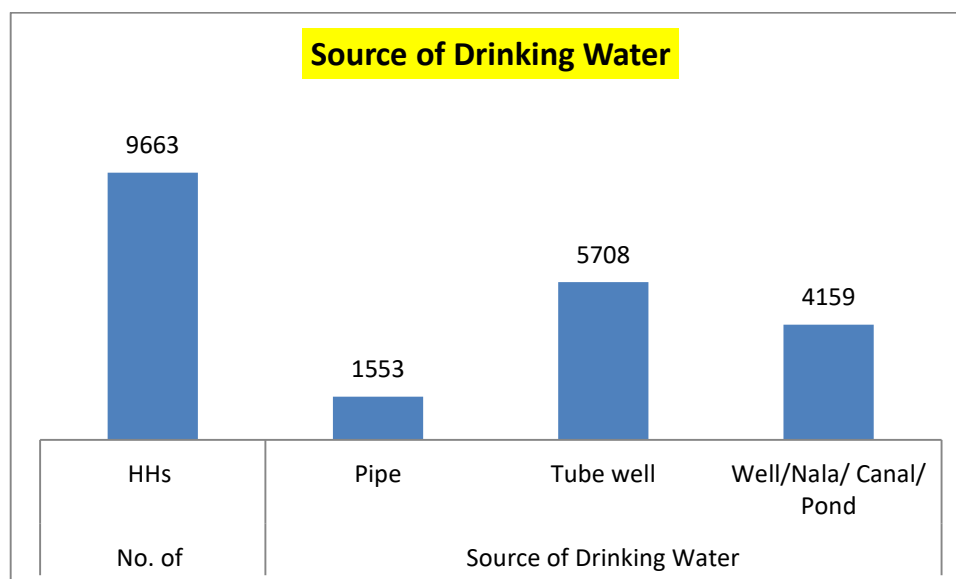 Source of Drinking Water
9663
1553
5708
4159
HHs
Pipe
Tube well
Well/Nala/ Canal/
Pond
No. of
Source of Drinking Water